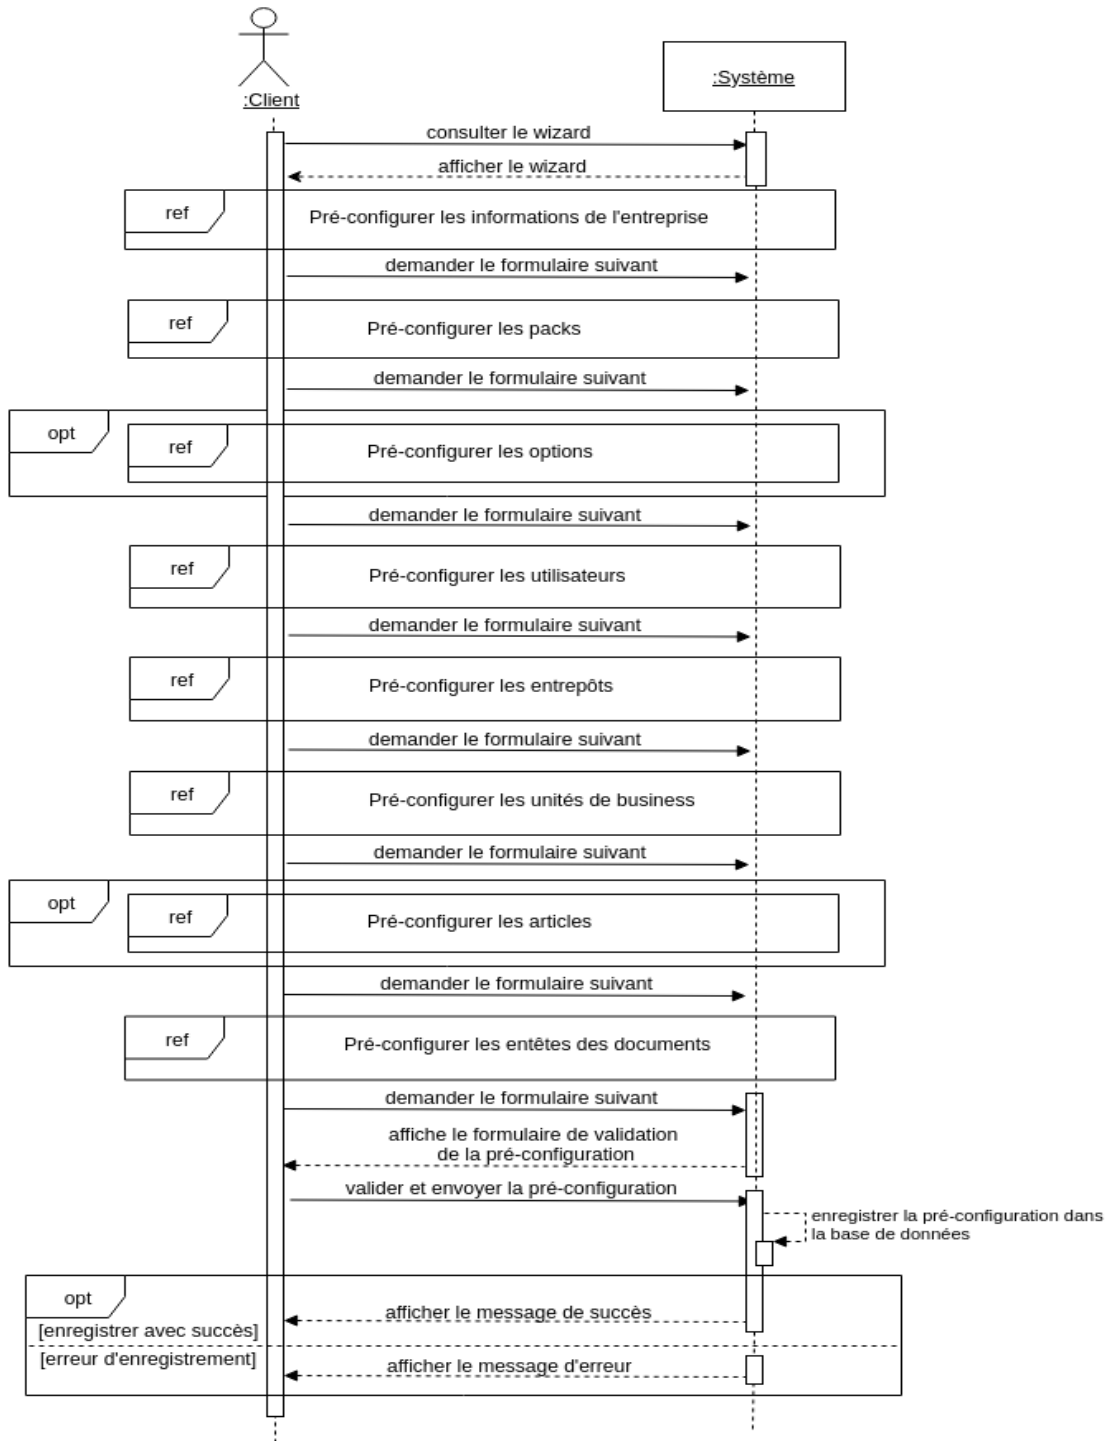 :Client
:Système
consulter le wizard
afficher le wizard
ref
Pré-configurer les informations de l'entreprise
demander le formulaire suivant
ref
Pré-configurer les packs
demander le formulaire suivant
opt
ref
Pré-configurer les options
demander le formulaire suivant
ref
Pré-configurer les utilisateurs
demander le formulaire suivant
ref
Pré-configurer les entrepôts
demander le formulaire suivant
ref
Pré-configurer les unités de business
demander le formulaire suivant
opt
ref
Pré-configurer les articles
demander le formulaire suivant
ref
Pré-configurer les entêtes des documents
demander le formulaire suivant
affiche le formulaire de validation
de la pré-configuration
valider et envoyer la pré-configuration
enregistrer la pré-configuration dans
la base de données
opt
afficher le message de succès
[enregistrer avec succès]
[erreur d'enregistrement]
afficher le message d'erreur